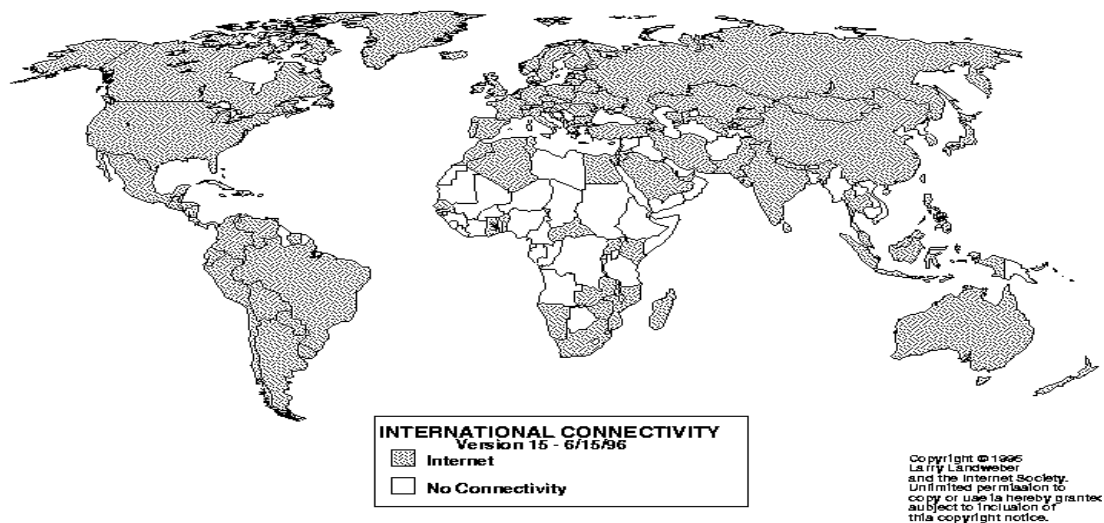 INTERNATIONAL CONNECTIVITY
Version 15 - 6/15/96
Internet
No Connectivity
Copyright © 1996
Larry Landweber
and the Internet Society.
Unlimited permission to
copy or use is hereby granted
subject to inclusion of
this copyright notice.